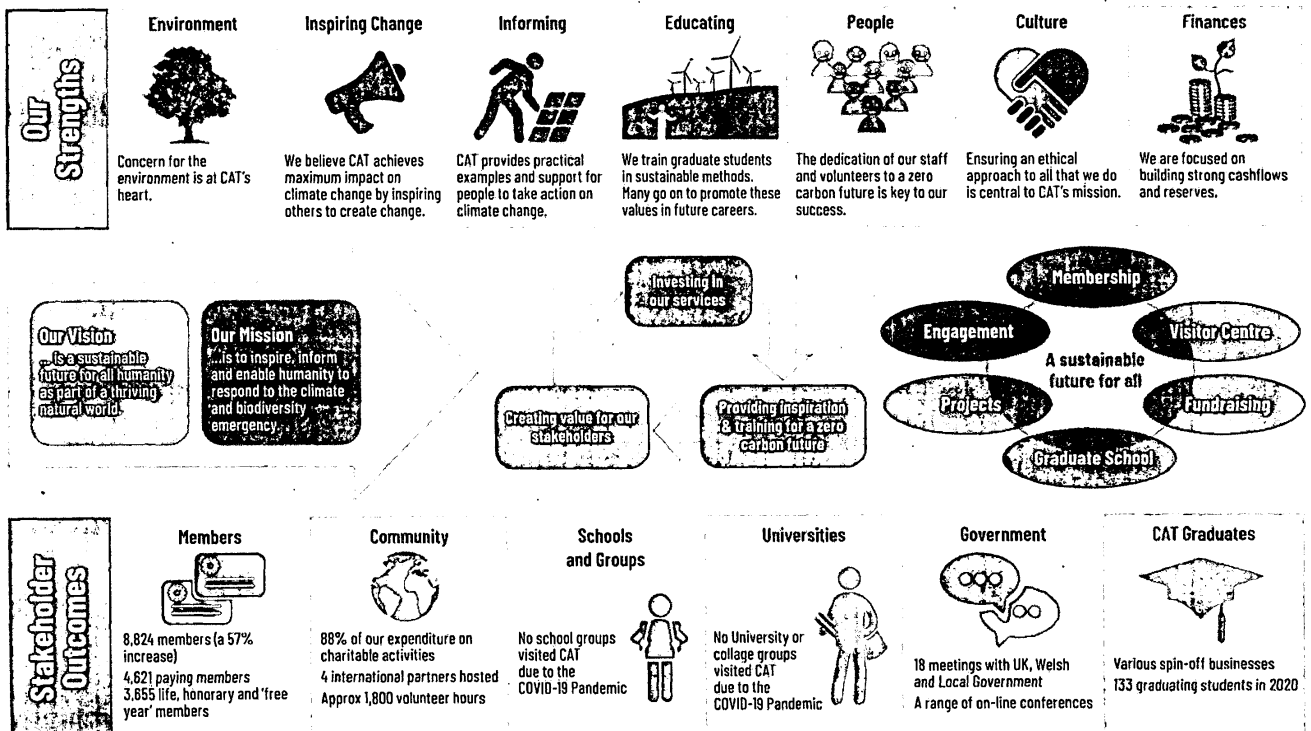 Our
Strengths
Environment
Concern for the
environment is at CAT's
heart.
Inspiring Change
We believe CAT achieves
maximum impact on
climate change by inspiring
others to create change.
Informing
CAT provides practical
examples and support for
people to take action on
climate change.
Educating
We train graduate students
in sustainable methods.
Many go on to promote these
values in future careers.
People
The dedication of our staff
and volunteers to a zero
carbon future is key to our
success.
Culture
Ensuring an ethical
approach to all that we do
is central to CAT's mission.
Finances
We are focused on
building strong cashflows
and reserves.
Our Vision
... is a sustainable
future for all humanity
as part of a thriving
natural world.
Our Mission
...is to inspire, inform
and enable humanity to
respond to the climate
and biodiversity
emergency.
Investing in
our services
Creating value for our
stakeholders
Providing inspiration
& training for a zero
carbon future
Membership
Engagement
Visitor Centre
A sustainable
future for all
Projects
Fundraising
Graduate School
Stakeholder
Outcomes
Members
8,824 members (a 57%
increase)
4,621 paying members
3,655 life, honorary and 'free
year' members
Community
88% of our expenditure on
charitable activities
4 international partners hosted
Approx 1,800 volunteer hours
Schools
and Groups
No school groups
visited CAT
due to the
COVID-19 Pandemic
Universities
No University or
collage groups
visited CAT
due to the
COVID-19 Pandemic
Government
18 meetings with UK, Welsh
and Local Government
A range of on-line conferences
CAT Graduates
Various spin-off businesses
133 graduating students in 2020